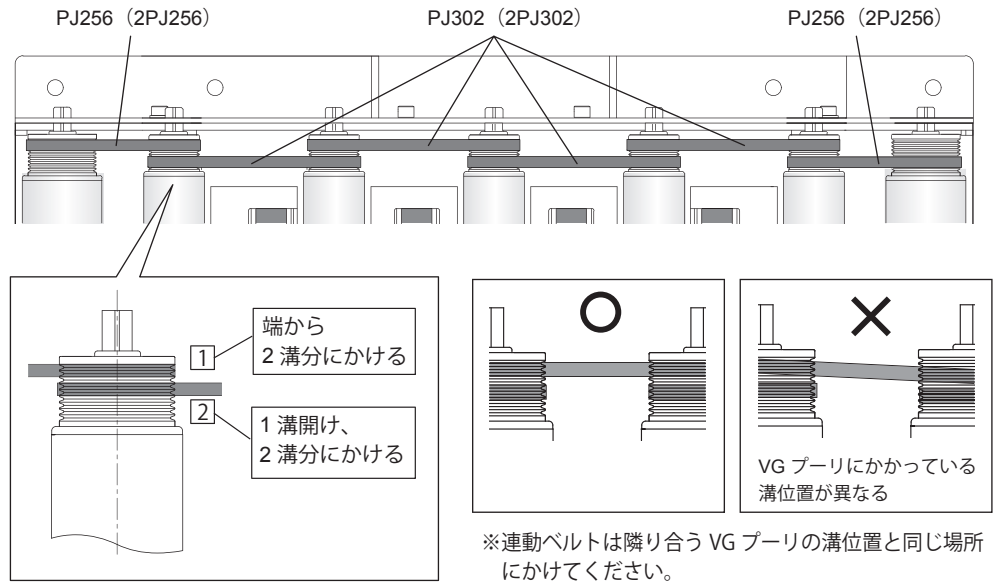 PJ256（2PJ256）
PJ302（2PJ302）
PJ256（2PJ256）
1
端から
2 溝分にかける
2
1 溝開け、
2 溝分にかける
VG プーリにかかっている
溝位置が異なる
※連動ベルトは隣り合う VG プーリの溝位置と同じ場所
にかけてください。